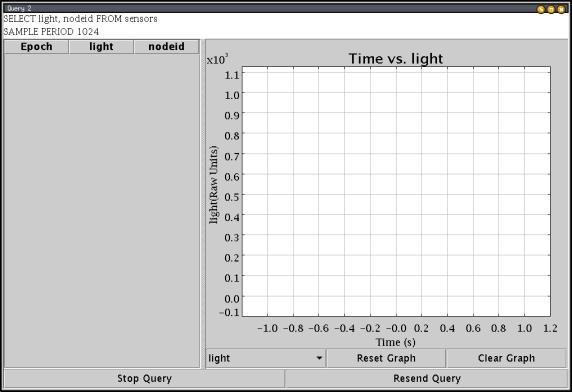 Query 2
SELECT light, nodeid FROM sensors
SAMPLE PERIOD 1024
Epoch light nodeid
x10³ Time vs. light
1.1
1.0
0.9
0.8
0.7
0.6
0.5
0.4
0.3
0.2
0.1
0.0
-0.1
light(Raw Units)
-1.0 -0.8 -0.6 -0.4 -0.2 -0.0 0.2 0.4 0.6 0.8 1.0 1.2
Time (s)
light Reset Graph Clear Graph
Stop Query Resend Query